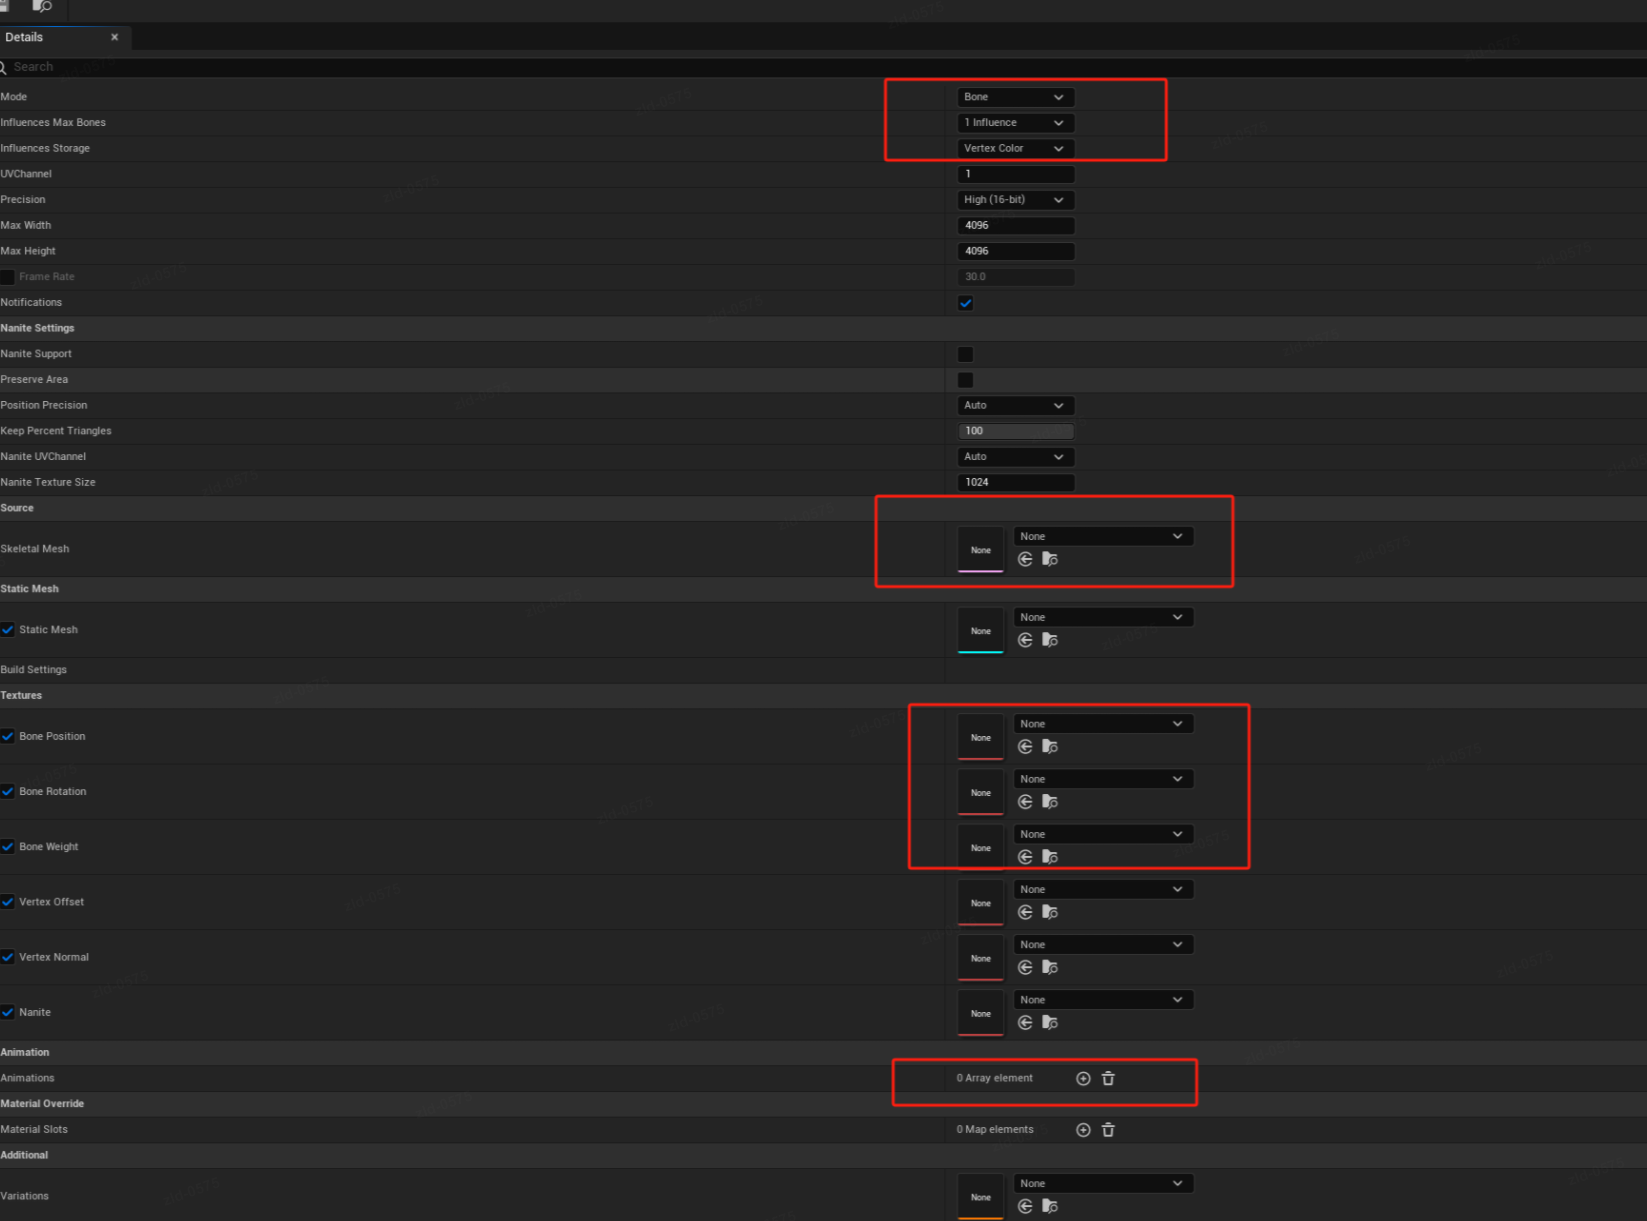 Details
Search
Mode Bone
Influences Max Bones 1 Influence
Influences Storage Vertex Color
UVChannel 1
Precision High (16-bit)
Max Width 4096
Max Height 4096
Frame Rate 30.0
Notifications
Nanite Settings
Nanite Support
Preserve Area
Position Precision Auto
Keep Percent Triangles 100
Nanite UVChannel Auto
Nanite Texture Size 1024
Source
None
Skeletal Mesh None
Static Mesh
None
Static Mesh None
Build Settings
Textures
None
Bone Position None
None
Bone Rotation None
None
Bone Weight None
None
Vertex Offset None
None
Vertex Normal None
None
Nanite None
Animation
Animations 0 Array element
Material Override
Material Slots 0 Map elements
Additional
None
Variations None